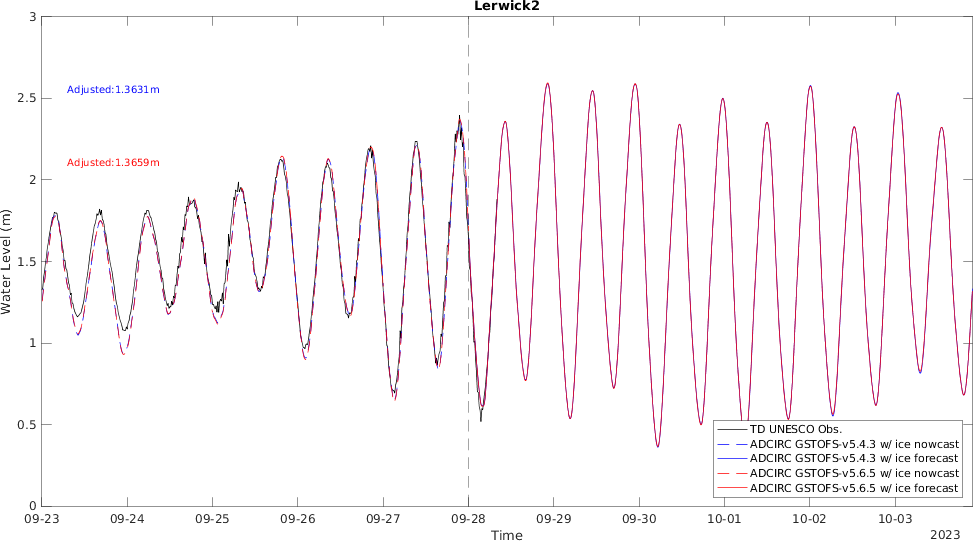 Lerwick2
3
2.5
2
1.5
1
0.5
0
Water Level (m)
Adjusted:1.3631m
Adjusted:1.3659m
TD UNESCO Obs.
ADCIRC GSTOFS-v5.4.3 w/ ice nowcast
ADCIRC GSTOFS-v5.4.3 w/ ice forecast
ADCIRC GSTOFS-v5.6.5 w/ ice nowcast
ADCIRC GSTOFS-v5.6.5 w/ ice forecast
09-23 09-24 09-25 09-26 09-27 09-28 09-29 09-30 10-01 10-02 10-03
Time
2023